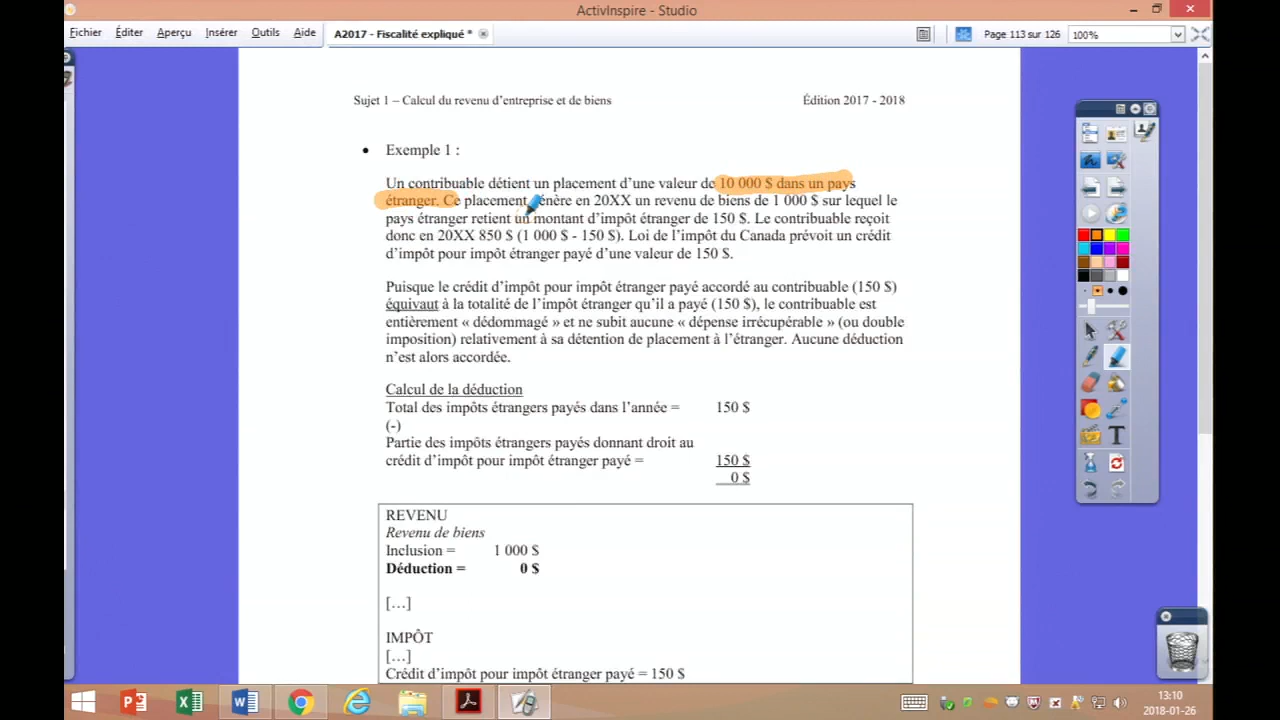 ActivInspire - Studio
Fichier Éditer Aperçu Insérer Outils Aide A2017 - Fiscalité expliqué * Page 113 sur 126 100%
Sujet 1 – Calcul du revenu d’entreprise et de biens Édition 2017 - 2018
• Exemple 1 :
Un contribuable détient un placement d’une valeur de 10 000 $ dans un pays
étranger. Ce placement génère en 20XX un revenu de biens de 1 000 $ sur lequel le
pays étranger retient un montant d’impôt étranger de 150 $. Le contribuable reçoit
donc en 20XX 850 $ (1 000 $ - 150 $). Loi de l’impôt du Canada prévoit un crédit
d’impôt pour impôt étranger payé d’une valeur de 150 $.
Puisque le crédit d’impôt pour impôt étranger payé accordé au contribuable (150 $)
équivaut à la totalité de l’impôt étranger qu’il a payé (150 $), le contribuable est
entièrement « dédommagé » et ne subit aucune « dépense irrécupérable » (ou double
imposition) relativement à sa détention de placement à l’étranger. Aucune déduction
n’est alors accordée.
Calcul de la déduction
Total des impôts étrangers payés dans l’année = 150 $
(-)
Partie des impôts étrangers payés donnant droit au
crédit d’impôt pour impôt étranger payé = 150 $
0 $
REVENU
Revenu de biens
Inclusion = 1 000 $
Déduction = 0 $
[…]
IMPÔT
[…]
Crédit d’impôt pour impôt étranger payé = 150 $
13:10
2018-01-26